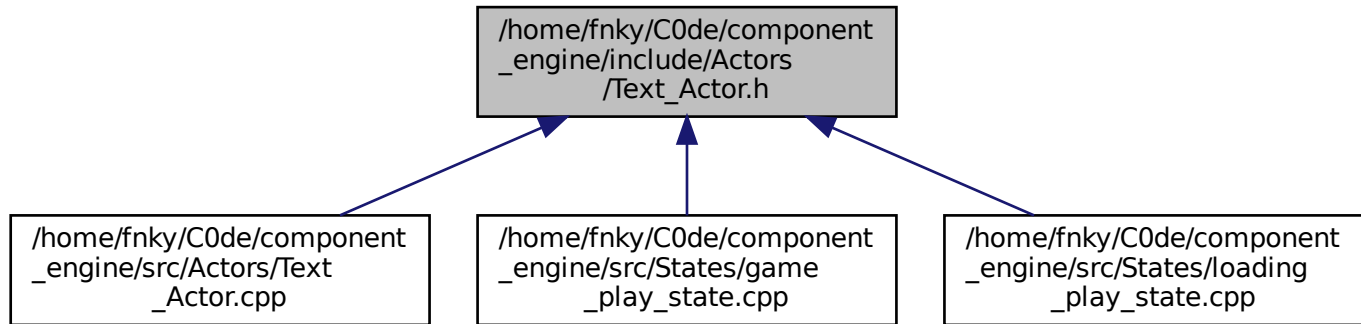 /home/fnky/C0de/component
_engine/include/Actors
/Text_Actor.h
/home/fnky/C0de/component
_engine/src/Actors/Text
_Actor.cpp
/home/fnky/C0de/component
_engine/src/States/game
_play_state.cpp
/home/fnky/C0de/component
_engine/src/States/loading
_play_state.cpp